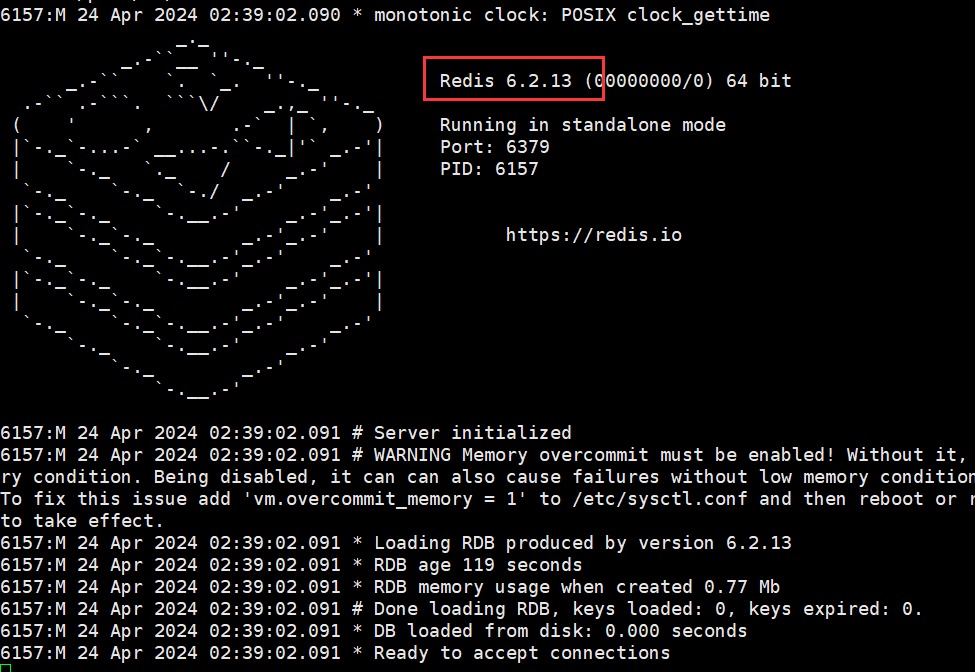 6157:M 24 Apr 2024 02:39:02.090 * monotonic clock: POSIX clock_gettime
Redis 6.2.13 (00000000/0) 64 bit
Running in standalone mode
Port: 6379
PID: 6157
https://redis.io
6157:M 24 Apr 2024 02:39:02.091 # Server initialized
6157:M 24 Apr 2024 02:39:02.091 # WARNING Memory overcommit must be enabled! Without it,
ry condition. Being disabled, it can can also cause failures without low memory condition
To fix this issue add 'vm.overcommit_memory = 1' to /etc/sysctl.conf and then reboot or r
to take effect.
6157:M 24 Apr 2024 02:39:02.091 * Loading RDB produced by version 6.2.13
6157:M 24 Apr 2024 02:39:02.091 * RDB age 119 seconds
6157:M 24 Apr 2024 02:39:02.091 * RDB memory usage when created 0.77 Mb
6157:M 24 Apr 2024 02:39:02.091 # Done loading RDB, keys loaded: 0, keys expired: 0.
6157:M 24 Apr 2024 02:39:02.091 * DB loaded from disk: 0.000 seconds
6157:M 24 Apr 2024 02:39:02.091 * Ready to accept connections